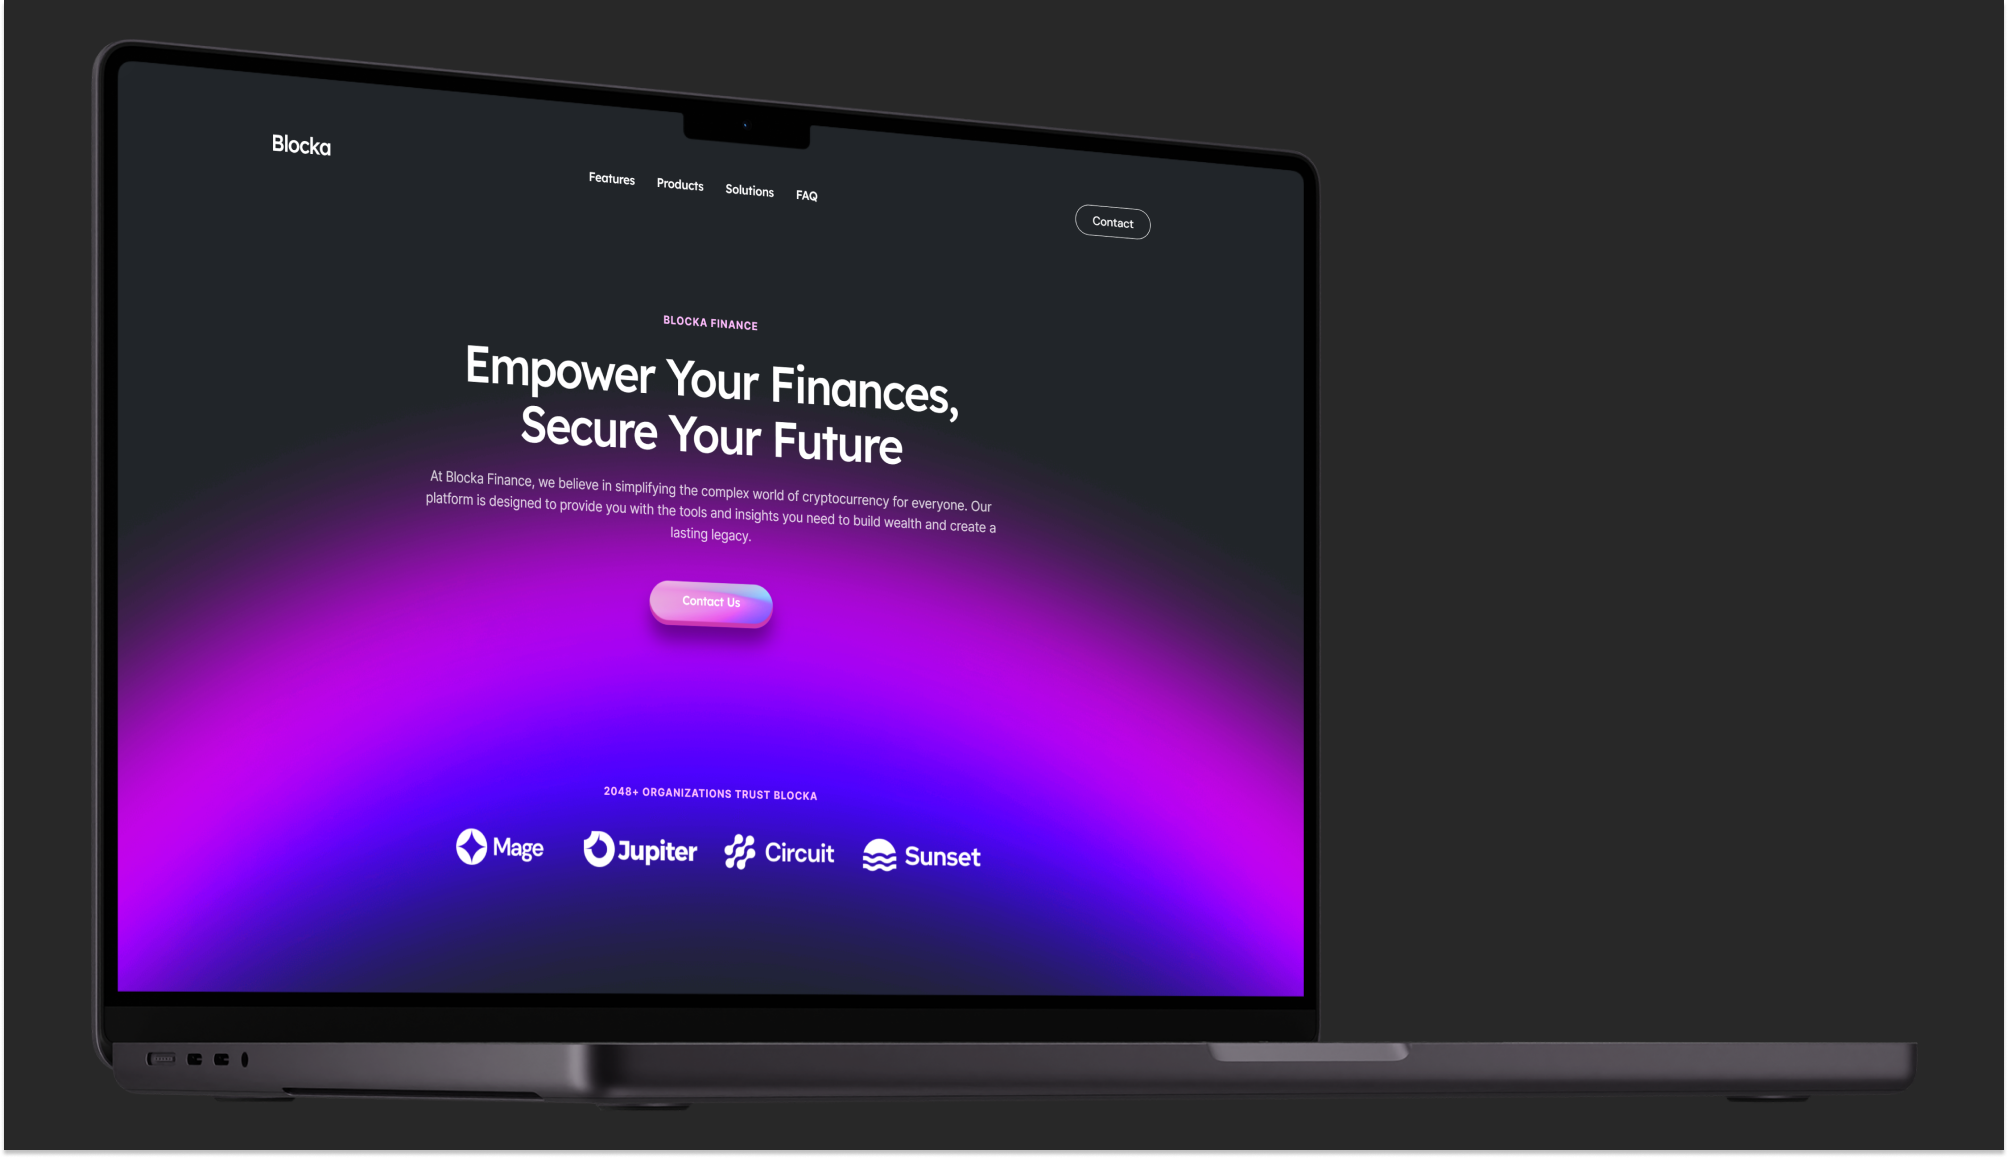 Blocka
Features Products Solutions FAQ
Contact
BLOCKA FINANCE
Empower Your Finances,
Secure Your Future
At Blocka Finance, we believe in simplifying the complex world of cryptocurrency for everyone. Our
platform is designed to provide you with the tools and insights you need to build wealth and create a
lasting legacy.
Contact Us
2048+ ORGANIZATIONS TRUST BLOCKA
Mage Jupiter Circuit Sunset